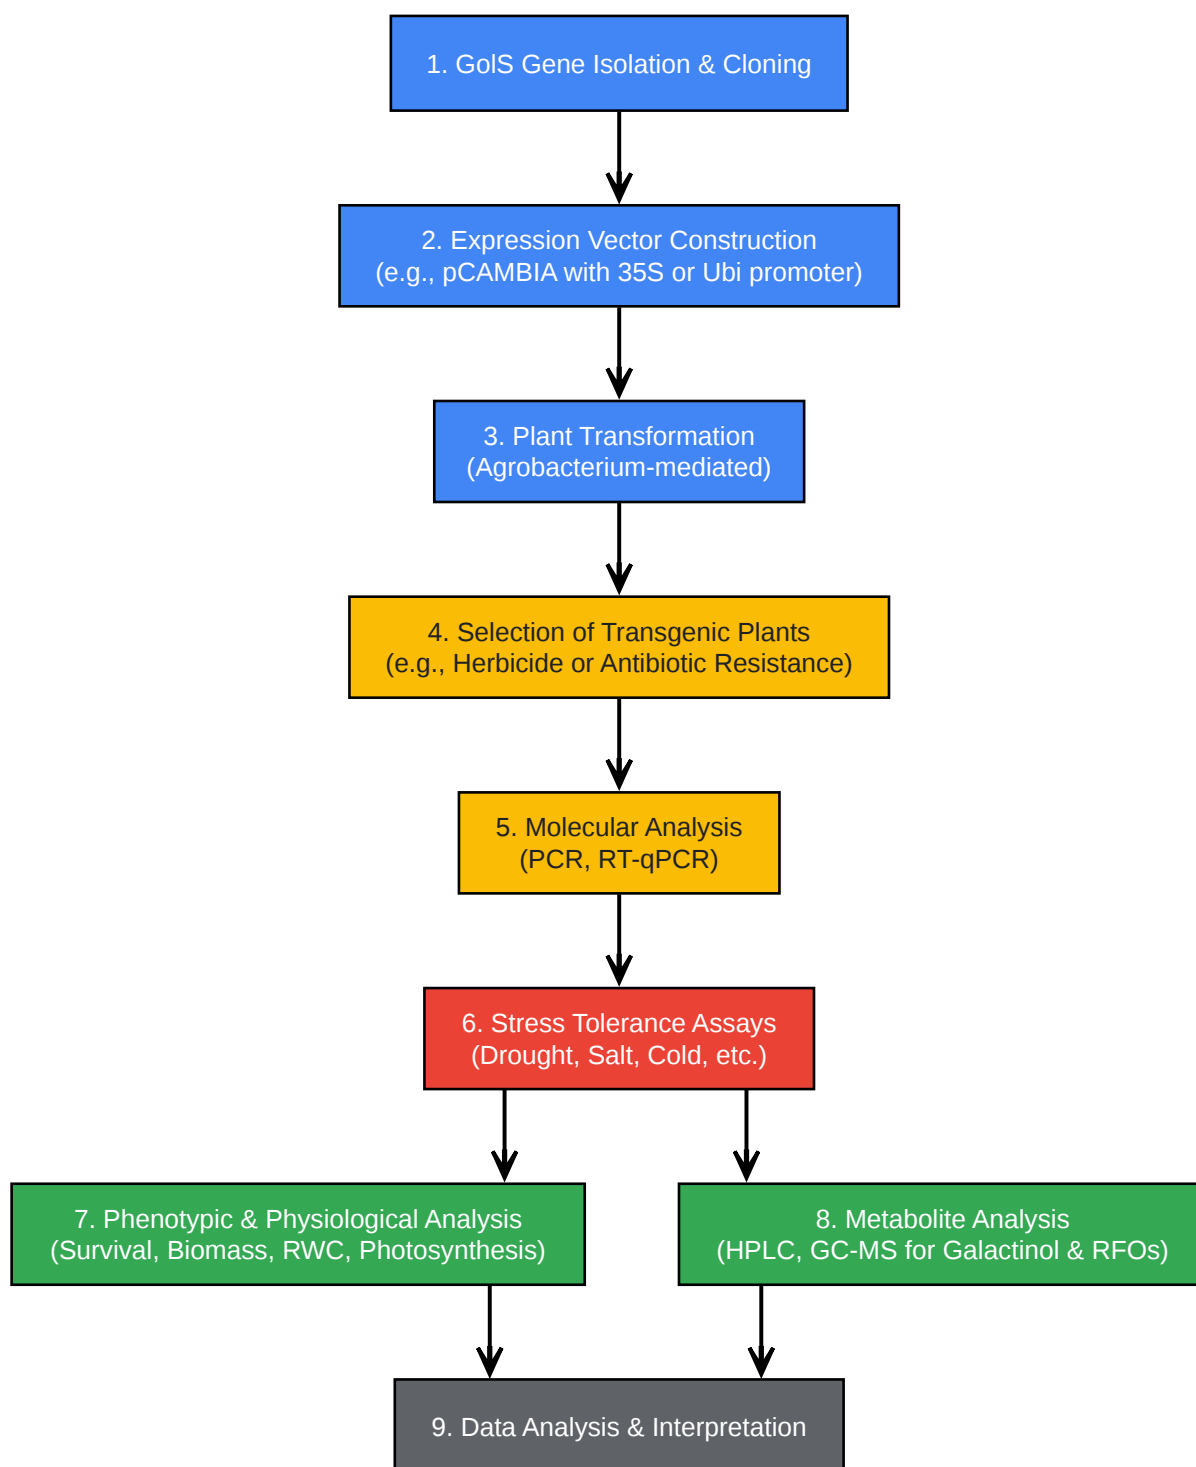 1. GolS Gene Isolation & Cloning
2. Expression Vector Construction
(e.g., pCAMBIA with 35S or Ubi promoter)
3. Plant Transformation
(Agrobacterium-mediated)
4. Selection of Transgenic Plants
(e.g., Herbicide or Antibiotic Resistance)
5. Molecular Analysis
(PCR, RT-qPCR)
6. Stress Tolerance Assays
(Drought, Salt, Cold, etc.)
7. Phenotypic & Physiological Analysis
(Survival, Biomass, RWC, Photosynthesis)
8. Metabolite Analysis
(HPLC, GC-MS for Galactinol & RFOs)
9. Data Analysis & Interpretation